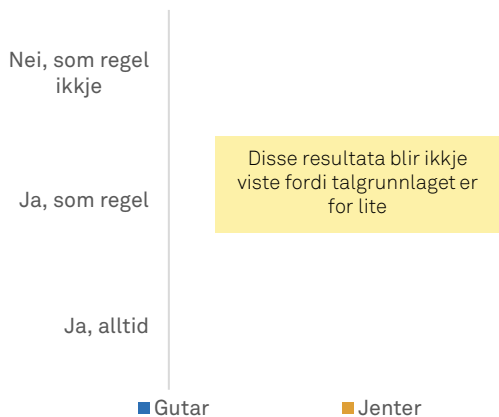 Nei, som regel
ikkje
Disse resultata blir ikkje
viste fordi talgrunnlaget er
for lite
Ja, som regel
Ja, alltid
Gutar
Jenter